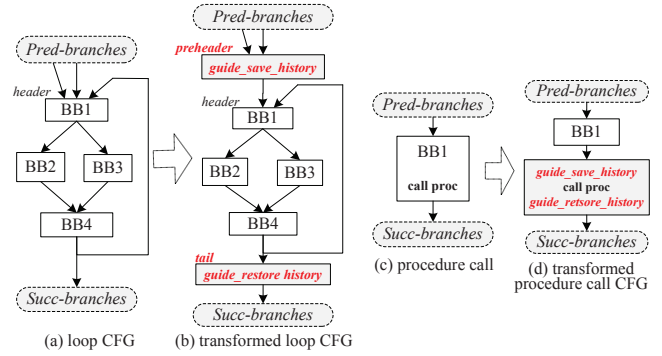 Pred-branches
header
BB1
BB2
BB3
BB4
Succ-branches
(a) loop CFG
Pred-branches
preheader
guide_save_history
header
BB1
BB2
BB3
BB4
tail
guide_restore history
Succ-branches
(b) transformed loop CFG
Pred-branches
BB1
call proc
Succ-branches
(c) procedure call
Pred-branches
BB1
guide_save_history
call proc
guide_retsore_history
Succ-branches
(d) transformed
procedure call CFG